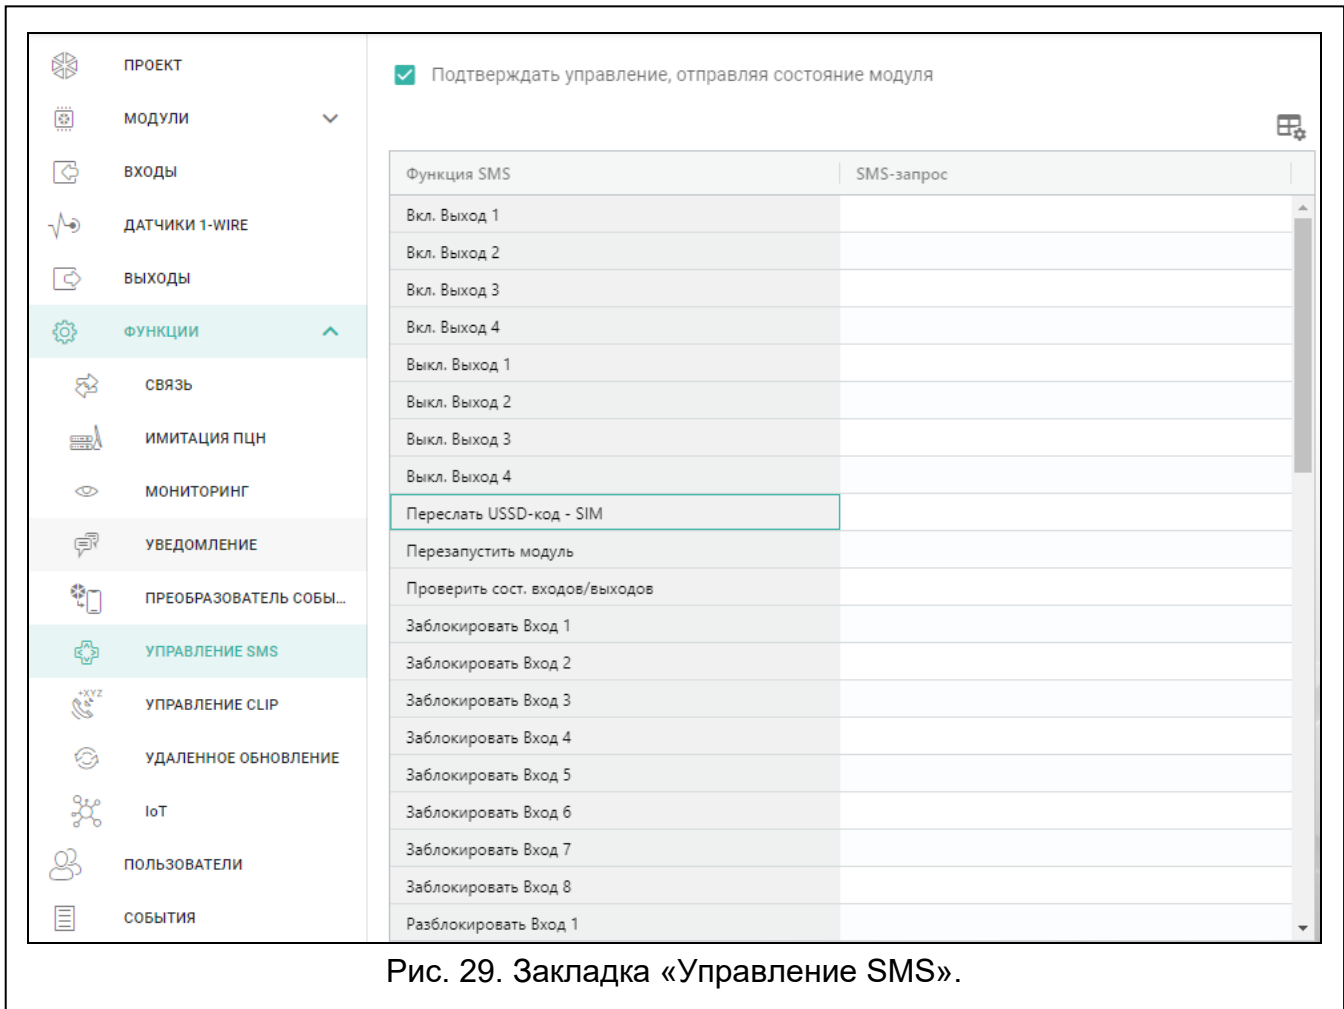 ПРОЕКТ
МОДУЛИ
ВХОДЫ
ДАТЧИКИ 1-WIRE
ВЫХОДЫ
ФУНКЦИИ
СВЯЗЬ
ИМИТАЦИЯ ПЦН
МОНИТОРИНГ
УВЕДОМЛЕНИЕ
ПРЕОБРАЗОВАТЕЛЬ СОБЫ...
УПРАВЛЕНИЕ SMS
+XYZ
УПРАВЛЕНИЕ CLIP
УДАЛЕННОЕ ОБНОВЛЕНИЕ
IoT
ПОЛЬЗОВАТЕЛИ
СОБЫТИЯ
Подтверждать управление, отправляя состояние модуля
Функция SMS SMS-запрос
Вкл. Выход 1
Вкл. Выход 2
Вкл. Выход 3
Вкл. Выход 4
Выкл. Выход 1
Выкл. Выход 2
Выкл. Выход 3
Выкл. Выход 4
Переслать USSD-код - SIM
Перезапустить модуль
Проверить сост. входов/выходов
Заблокировать Вход 1
Заблокировать Вход 2
Заблокировать Вход 3
Заблокировать Вход 4
Заблокировать Вход 5
Заблокировать Вход 6
Заблокировать Вход 7
Заблокировать Вход 8
Разблокировать Вход 1
Рис. 29. Закладка «Управление SMS».